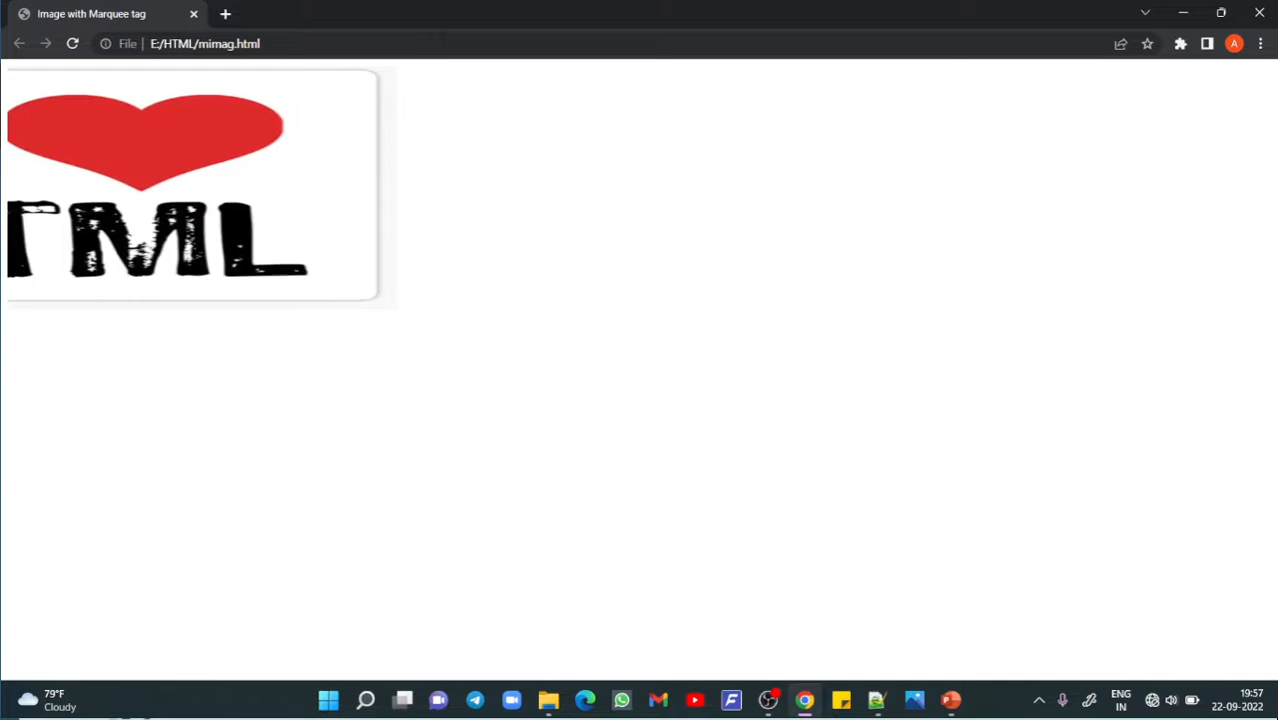 Image with Marquee tag
File
E:/HTML/mimag.html
A
TML
79°F
Cloudy
ENG
IN
19:57
22-09-2022